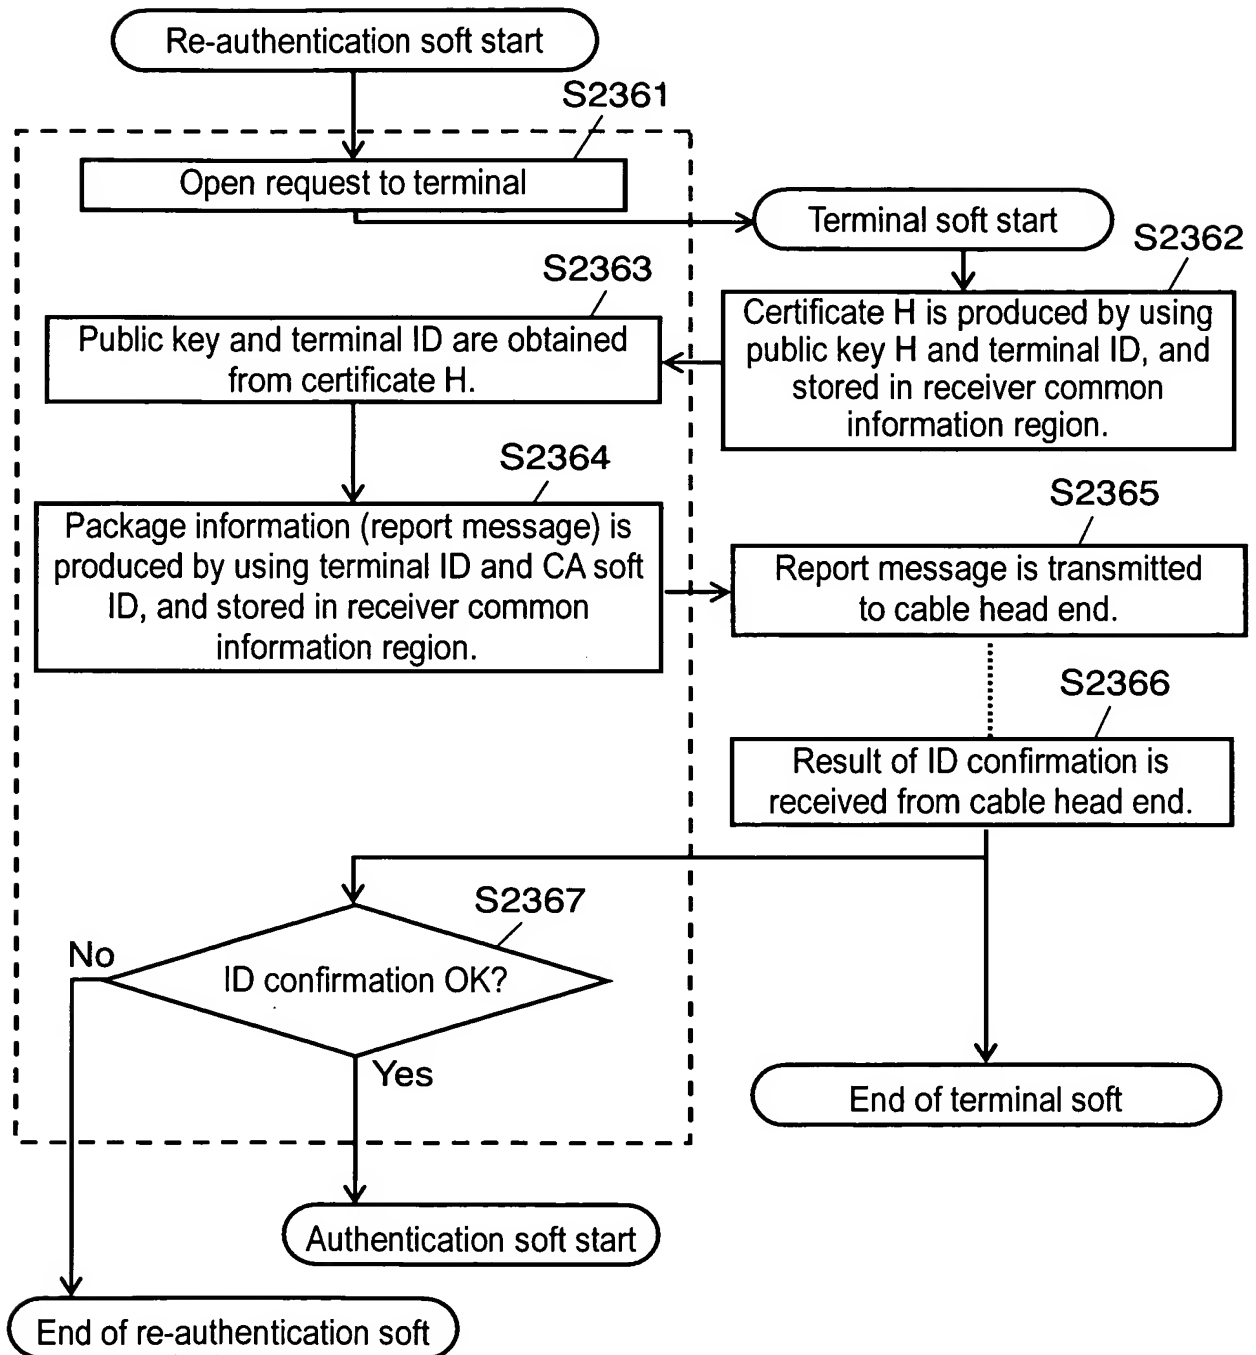 Re-authentication soft start
S2361
Open request to terminal
Terminal soft start
S2362
Certificate H is produced by using
public key H and terminal ID, and
stored in receiver common
information region.
S2363
Public key and terminal ID are obtained
from certificate H.
S2364
Package information (report message) is
produced by using terminal ID and CA soft
ID, and stored in receiver common
information region.
S2365
Report message is transmitted
to cable head end.
S2366
Result of ID confirmation is
received from cable head end.
S2367
ID confirmation OK?
No
Yes
End of terminal soft
Authentication soft start
End of re-authentication soft